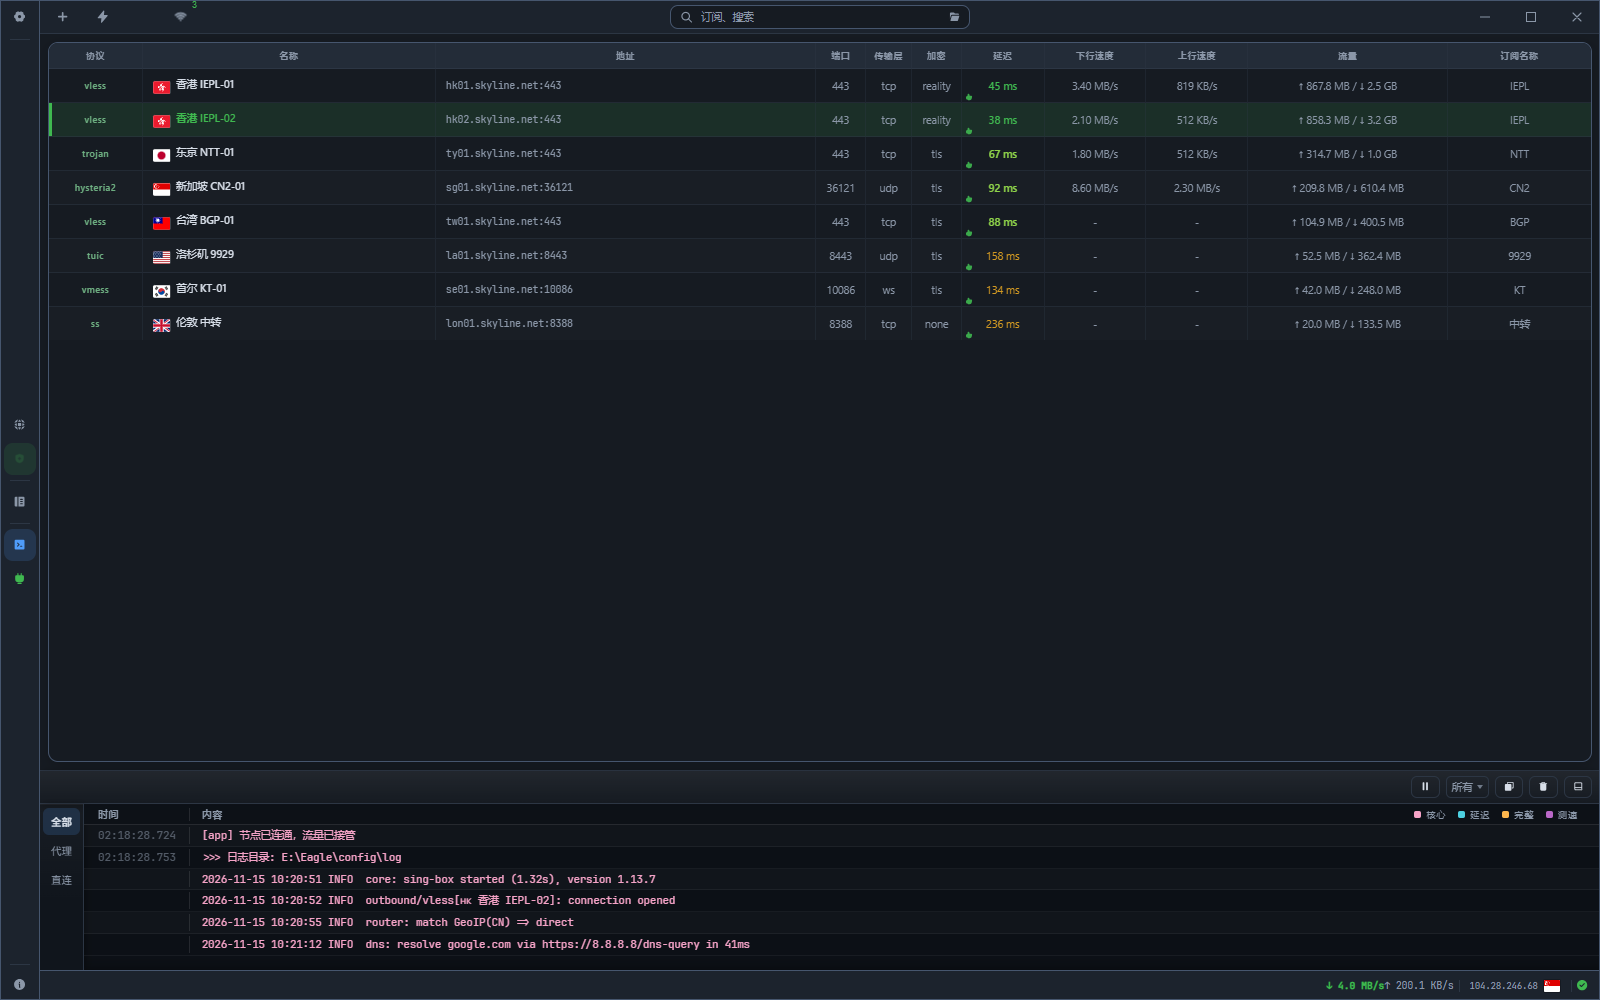 3
订阅、搜索
协议 名称 地址 端口 传输层 加密 延迟 下行速度 上行速度 流量 订阅名称
vless 香港 IEPL-01 hk01.skyline.net:443 443 tcp reality 45 ms 3.40 MB/s 819 KB/s ↑ 867.8 MB / ↓ 2.5 GB IEPL
vless 香港 IEPL-02 hk02.skyline.net:443 443 tcp reality 38 ms 2.10 MB/s 512 KB/s ↑ 858.3 MB / ↓ 3.2 GB IEPL
trojan 东京 NTT-01 ty01.skyline.net:443 443 tcp tls 67 ms 1.80 MB/s 512 KB/s ↑ 314.7 MB / ↓ 1.0 GB NTT
hysteria2 新加坡 CN2-01 sg01.skyline.net:36121 36121 udp tls 92 ms 8.60 MB/s 2.30 MB/s ↑ 209.8 MB / ↓ 610.4 MB CN2
vless 台湾 BGP-01 tw01.skyline.net:443 443 tcp tls 88 ms - - ↑ 104.9 MB / ↓ 400.5 MB BGP
tuic 洛杉矶 9929 la01.skyline.net:8443 8443 udp tls 158 ms - - ↑ 52.5 MB / ↓ 362.4 MB 9929
vmess 首尔 KT-01 se01.skyline.net:10086 10086 ws tls 134 ms - - ↑ 42.0 MB / ↓ 248.0 MB KT
ss 伦敦 中转 lon01.skyline.net:8388 8388 tcp none 236 ms - - ↑ 20.0 MB / ↓ 133.5 MB 中转
所有
全部 时间 内容 核心 延迟 完整 测速
02:18:28.724 [app] 节点已连通，流量已接管
代理 02:18:28.753 >>> 日志目录: E:\Eagle\config\log
直连 2026-11-15 10:20:51 INFO core: sing-box started (1.32s), version 1.13.7
2026-11-15 10:20:52 INFO outbound/vless[HK 香港 IEPL-02]: connection opened
2026-11-15 10:20:55 INFO router: match GeoIP(CN) => direct
2026-11-15 10:21:12 INFO dns: resolve google.com via https://8.8.8.8/dns-query in 41ms
↓ 4.0 MB/s↑ 200.1 KB/s 104.28.246.68